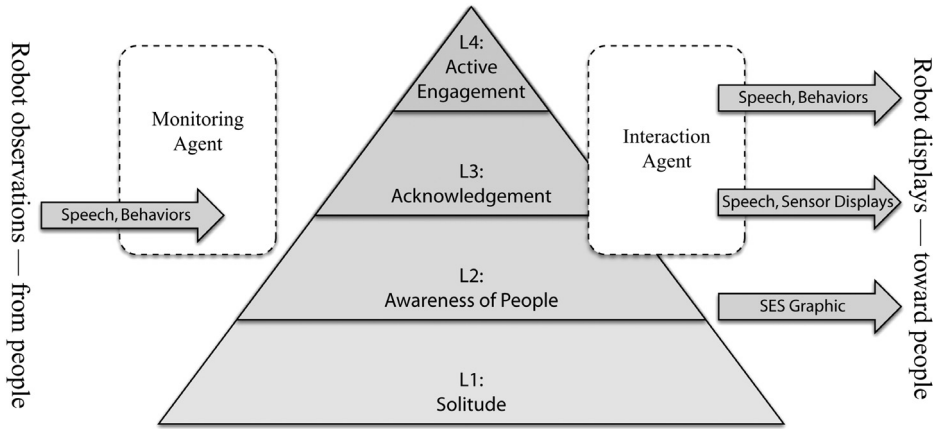 Robot observations — from people
Monitoring
Agent
Speech, Behaviors
L4:
Active
Engagement
L3:
Acknowledgement
L2:
Awareness of People
L1:
Solitude
Interaction
Agent
Speech, Behaviors
Speech, Sensor Displays
SES Graphic
Robot displays — toward people